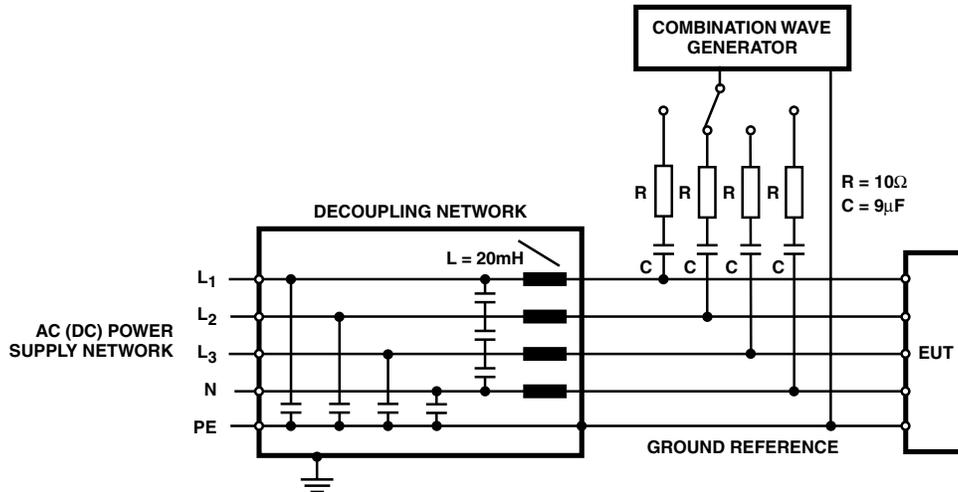 COMBINATION WAVE
GENERATOR
R R R R
R = 10Ω
C = 9μF
DECOUPLING NETWORK
L = 20mH
C C C C
L1
L2
AC (DC) POWER
SUPPLY NETWORK
L3
EUT
N
PE
GROUND REFERENCE